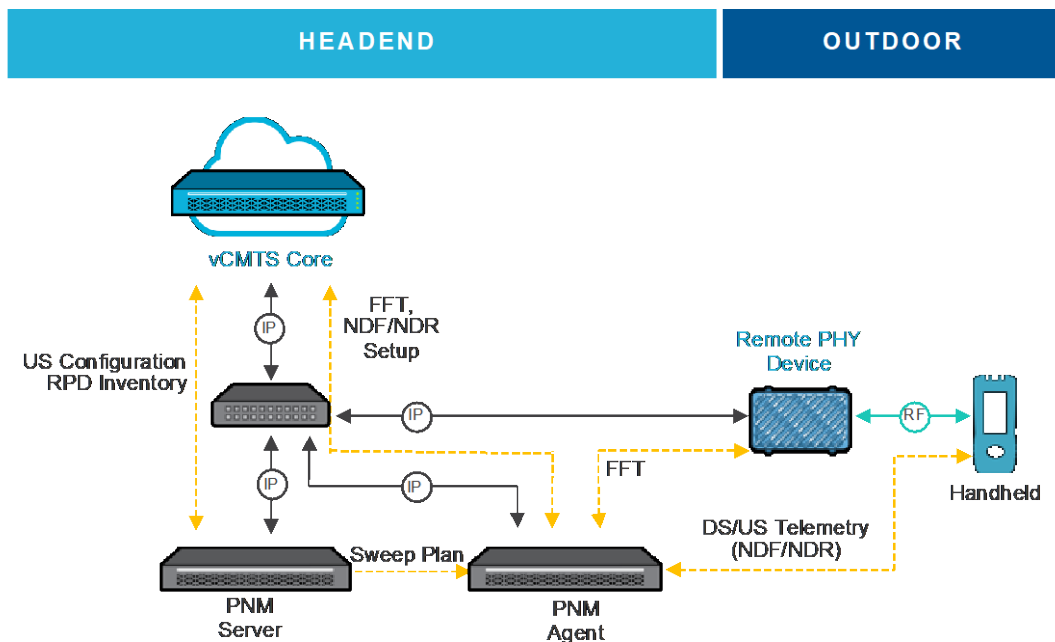 HEADEND
OUTDOOR
vCMTS Core
FFT,
NDF/NDR
Setup
IP
US Configuration
RPD Inventory
Remote PHY
Device
IP
RF
Handheld
IP
IP
FFT
DS/US Telemetry
(NDF/NDR)
Sweep Plan
PNM
Server
PNM
Agent